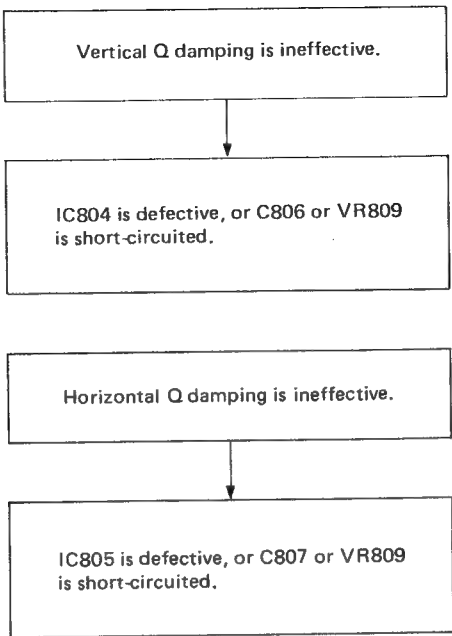 Vertical Q damping is ineffective.
IC804 is defective, or C806 or VR809
is short-circuited.
Horizontal Q damping is ineffective.
IC805 is defective, or C807 or VR809
is short-circuited.